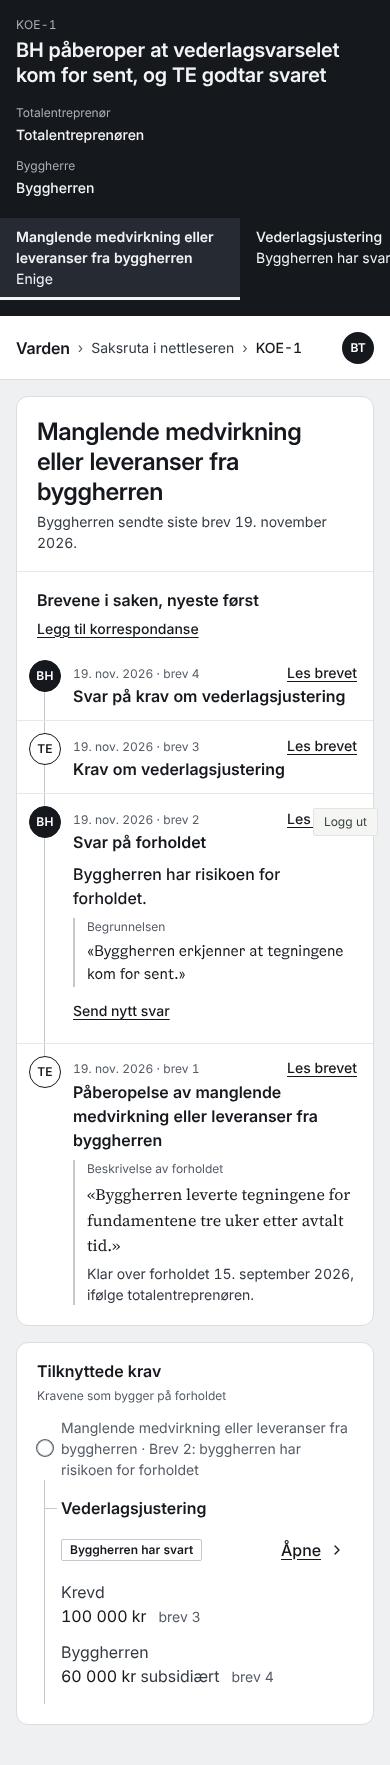 KOE-1
BH påberoper at vederlagsvarselet
kom for sent, og TE godtar svaret
Totalentreprenør
Totalentreprenøren
Byggherre
Byggherren
Manglende medvirkning eller
leveranser fra byggherren
Enige
Vederlagsjustering
Byggherren har svar
Varden › Saksruta i nettleseren › KOE-1
BT
Manglende medvirkning
eller leveranser fra
byggherren
Byggherren sendte siste brev 19. november
2026.
Brevene i saken, nyeste først
Legg til korrespondanse
BH 19. nov. 2026 · brev 4 Les brevet
Svar på krav om vederlagsjustering
TE 19. nov. 2026 · brev 3 Les brevet
Krav om vederlagsjustering
BH 19. nov. 2026 · brev 2 Les
Logg ut
Svar på forholdet
Byggherren har risikoen for
forholdet.
Begrunnelsen
«Byggherren erkjenner at tegningene
kom for sent.»
Send nytt svar
TE 19. nov. 2026 · brev 1 Les brevet
Påberopelse av manglende
medvirkning eller leveranser fra
byggherren
Beskrivelse av forholdet
«Byggherren leverte tegningene for
fundamentene tre uker etter avtalt
tid.»
Klar over forholdet 15. september 2026,
ifølge totalentreprenøren.
Tilknyttede krav
Kravene som bygger på forholdet
Manglende medvirkning eller leveranser fra
byggherren · Brev 2: byggherren har
risikoen for forholdet
Vederlagsjustering
Byggherren har svart Åpne ›
Krevd
100 000 kr brev 3
Byggherren
60 000 kr subsidiært brev 4